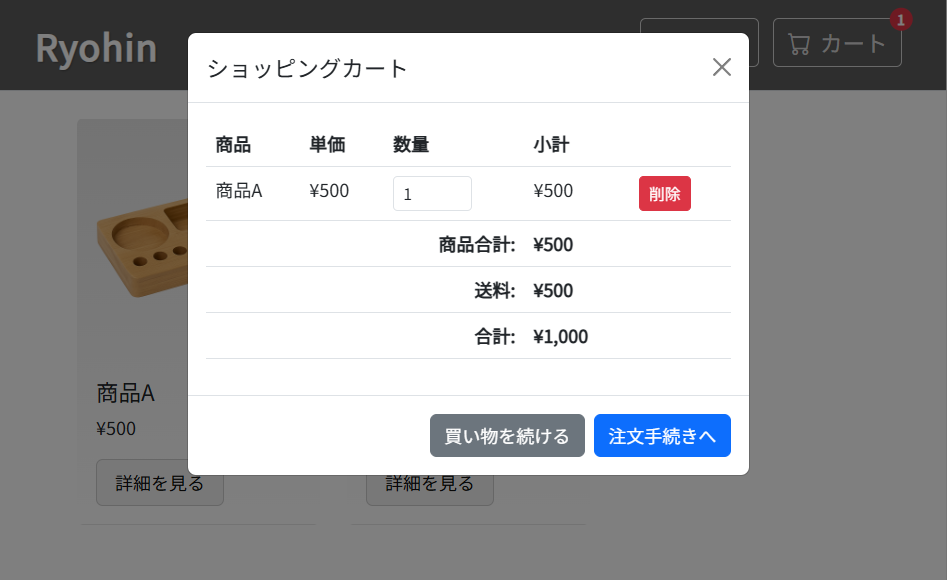 Ryohin
カート
1
ショッピングカート
商品 単価 数量 小計
商品A ¥500 1 ¥500 削除
商品合計: ¥500
送料: ¥500
合計: ¥1,000
買い物を続ける 注文手続きへ
商品A
¥500
詳細を見る 詳細を見る